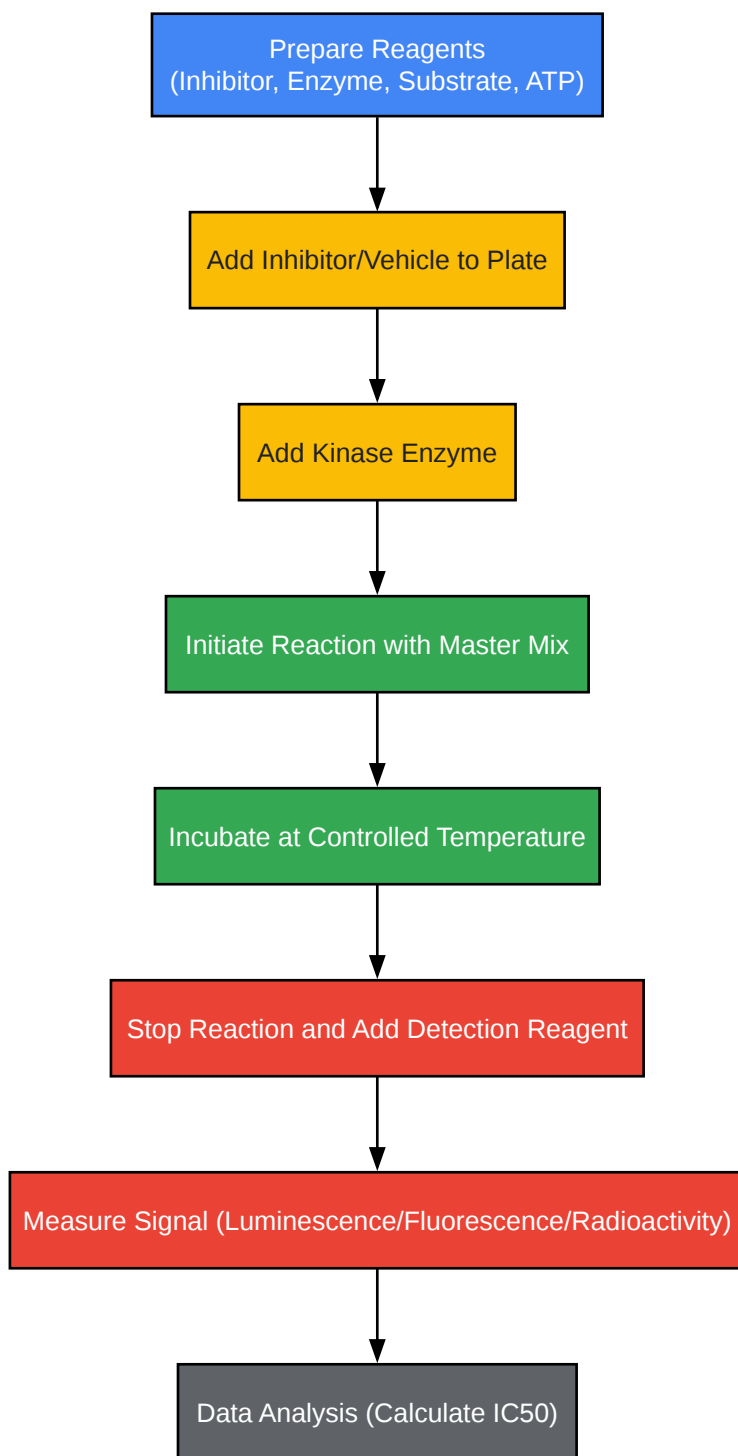 Prepare Reagents
(Inhibitor, Enzyme, Substrate, ATP)
Add Inhibitor/Vehicle to Plate
Add Kinase Enzyme
Initiate Reaction with Master Mix
Incubate at Controlled Temperature
Stop Reaction and Add Detection Reagent
Measure Signal (Luminescence/Fluorescence/Radioactivity)
Data Analysis (Calculate IC50)